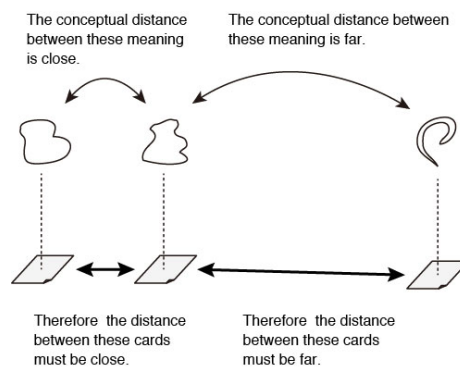 The conceptual distance
between these meaning
is close.
The conceptual distance between
these meaning is far.
Therefore the distance
between these cards
must be close.
Therefore the distance
between these cards
must be far.